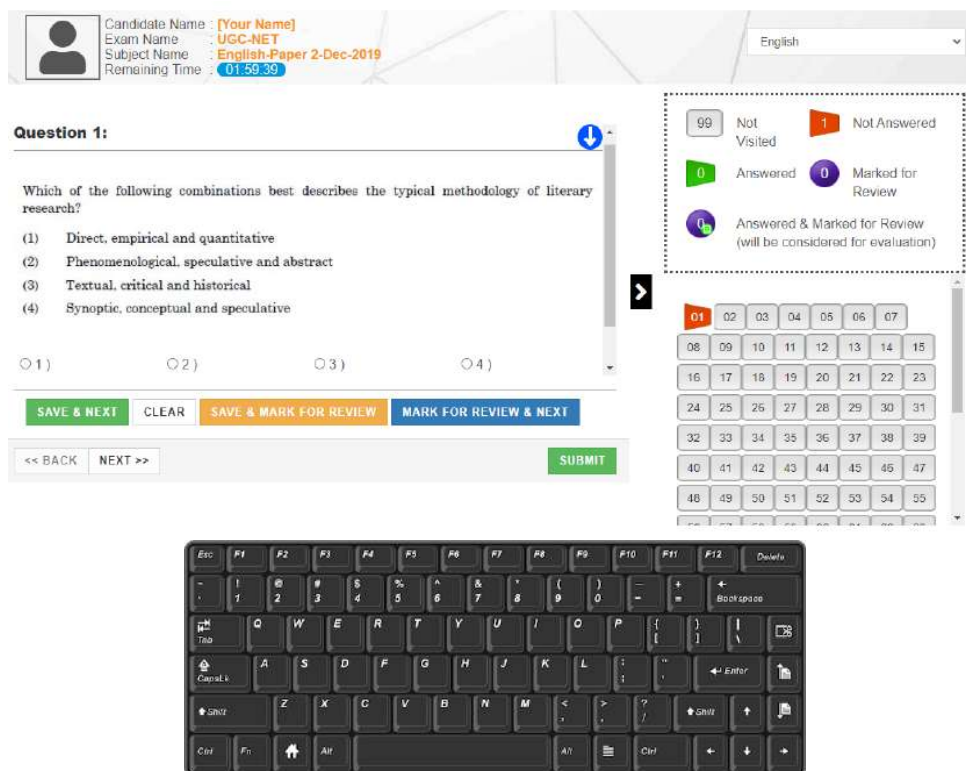 Candidate Name : [Your Name]
Exam Name : UGC-NET
Subject Name : English-Paper 2-Dec-2019
Remaining Time : 01:59:39
English
Question 1:
Which of the following combinations best describes the typical methodology of literary
research?
(1) Direct, empirical and quantitative
(2) Phenomenological, speculative and abstract
(3) Textual, critical and historical
(4) Synoptic, conceptual and speculative
1 ) 2 ) 3 ) 4 )
SAVE & NEXT CLEAR SAVE & MARK FOR REVIEW MARK FOR REVIEW & NEXT
<< BACK NEXT >> SUBMIT
99 Not Visited 1 Not Answered
0 Answered 0 Marked for Review
0 Answered & Marked for Review
(will be considered for evaluation)
01 02 03 04 05 06 07
08 09 10 11 12 13 14 15
16 17 18 19 20 21 22 23
24 25 26 27 28 29 30 31
32 33 34 35 36 37 38 39
40 41 42 43 44 45 46 47
48 49 50 51 52 53 54 55
Esc F1 F2 F3 F4 F5 F6 F7 F8 F9 F10 F11 F12 Delete
! @ # $ % ^ & * ( ) — +
1 2 3 4 5 6 7 8 9 0 - = Backspace
Tab Q W E R T Y U I O P { [ } ] | \
CapsLk A S D F G H J K L : ; " ' Enter
Shift Z X C V B N M < , > . ? / Shift
Ctrl Fn Alt Alt Ctrl